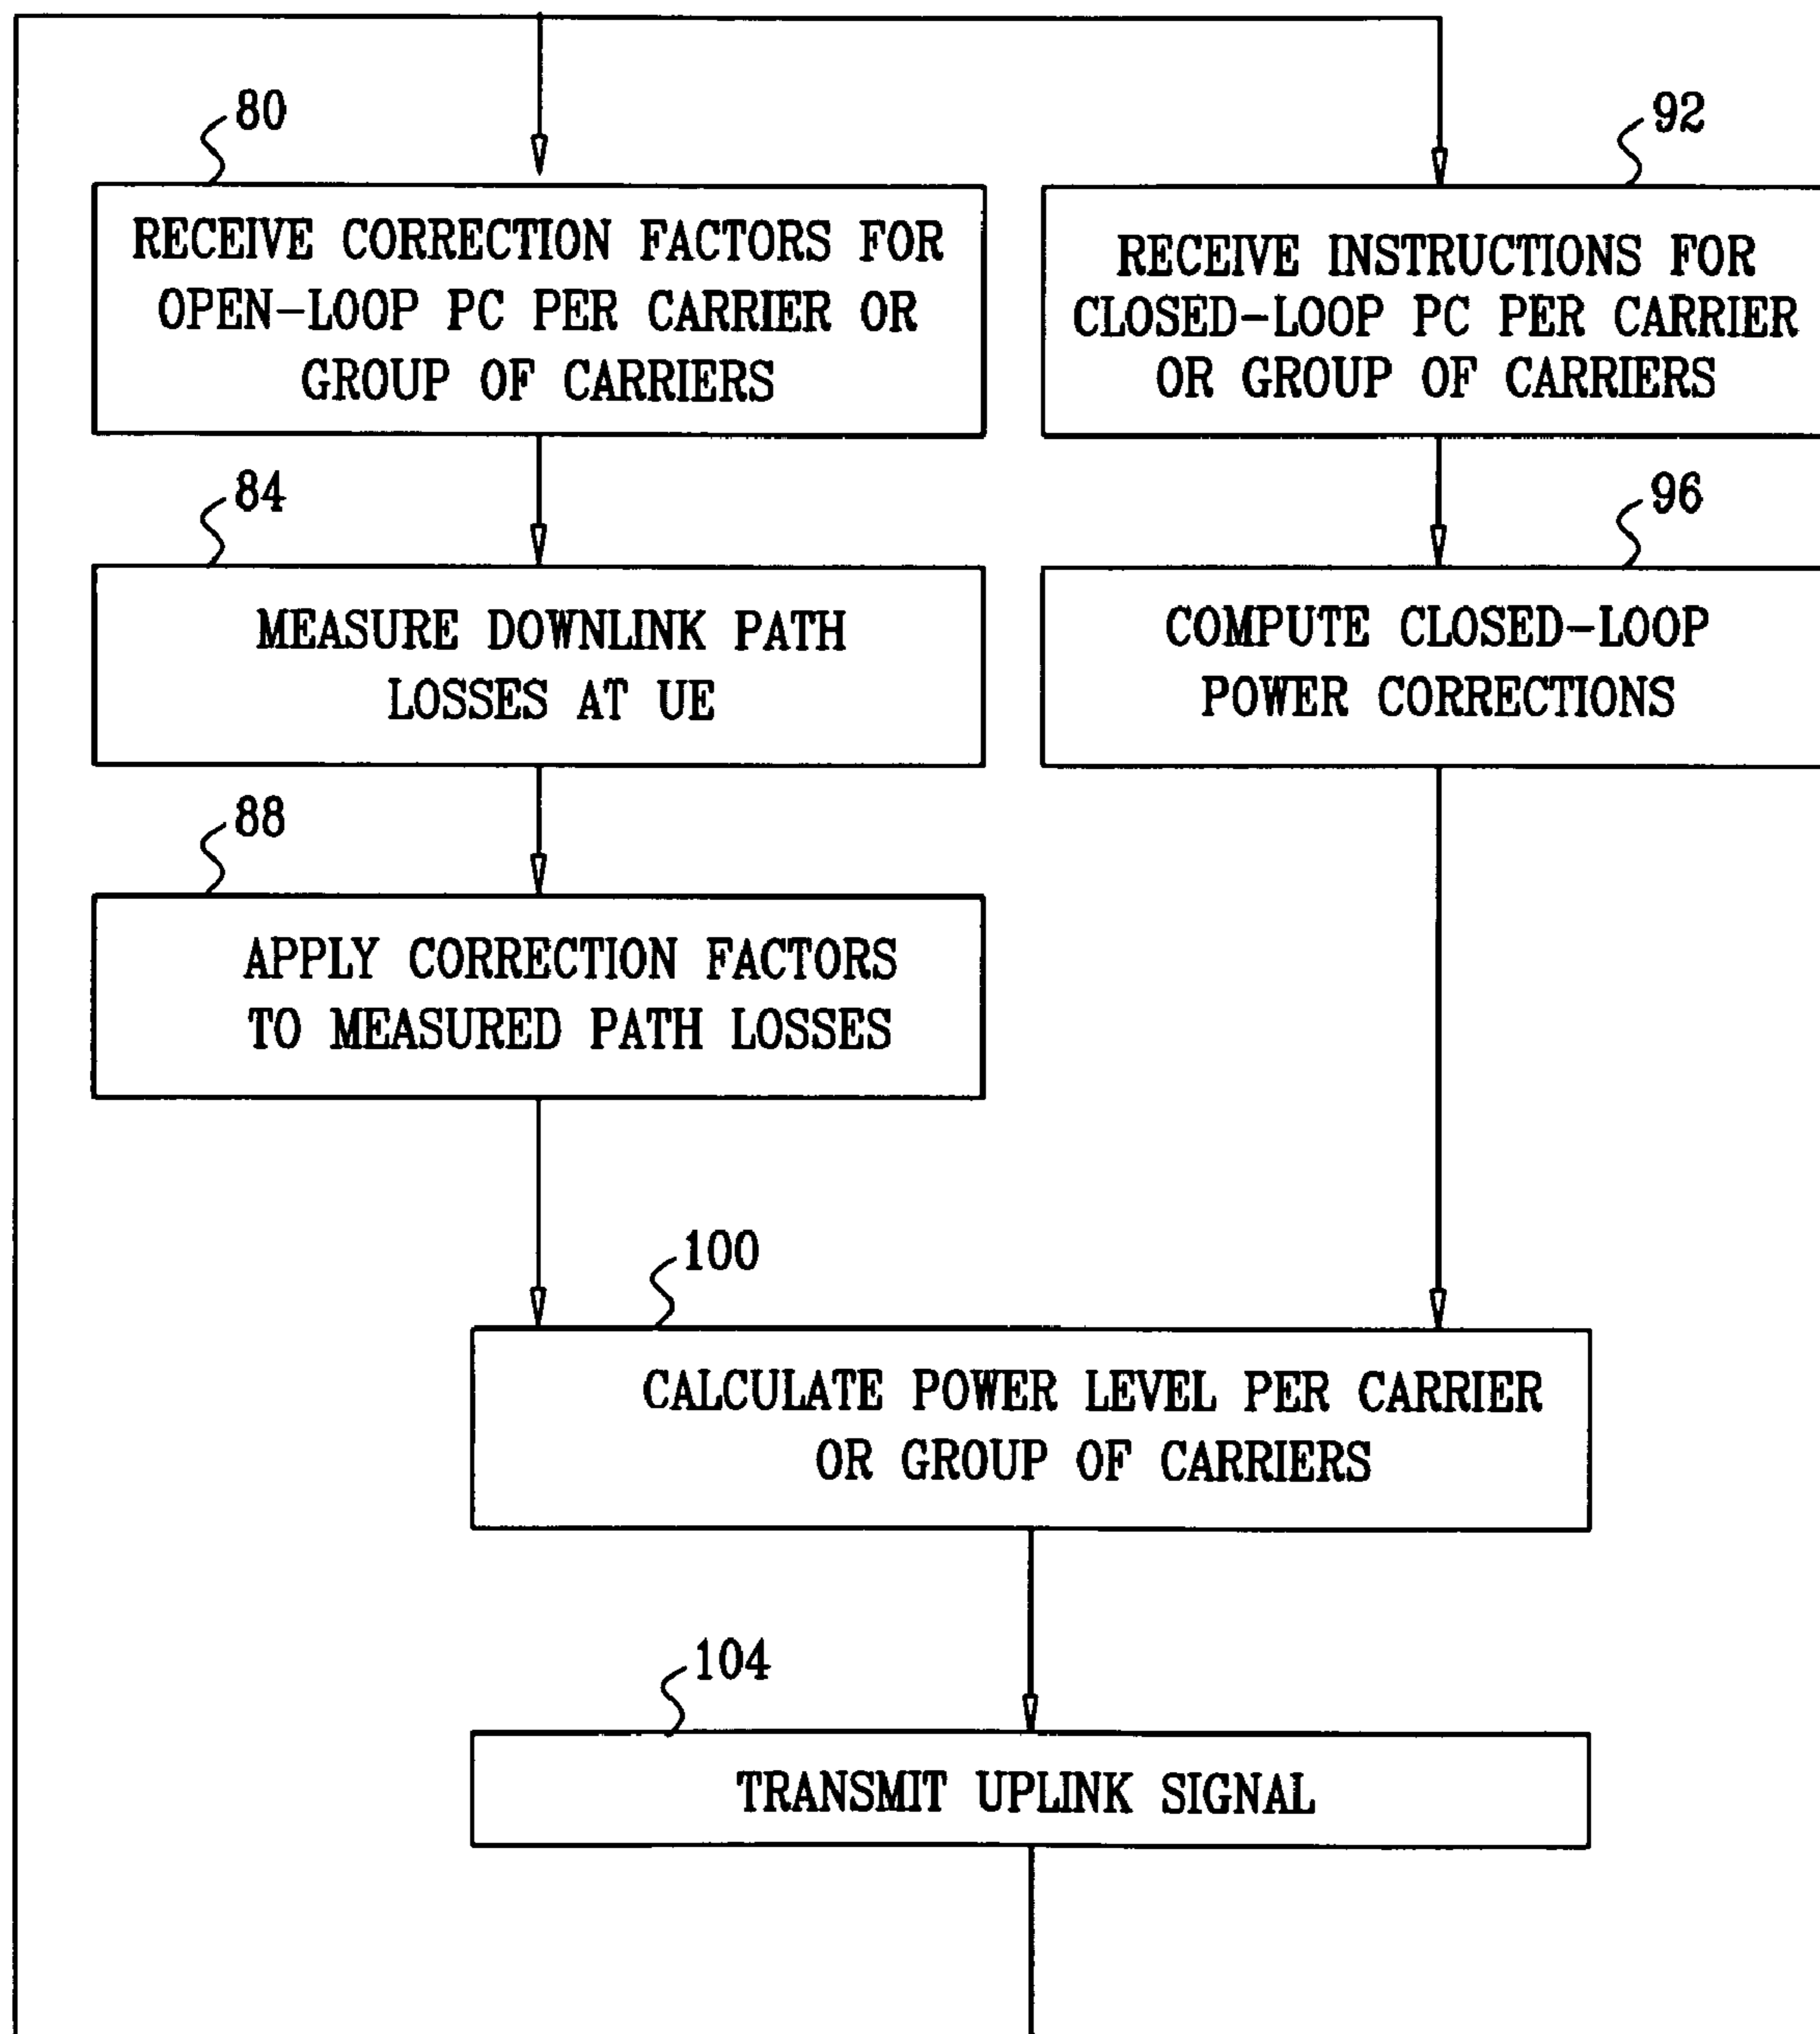 80
RECEIVE CORRECTION FACTORS FOR
OPEN-LOOP PC PER CARRIER OR
GROUP OF CARRIERS
92
RECEIVE INSTRUCTIONS FOR
CLOSED-LOOP PC PER CARRIER
OR GROUP OF CARRIERS
84
MEASURE DOWNLINK PATH
LOSSES AT UE
96
COMPUTE CLOSED-LOOP
POWER CORRECTIONS
88
APPLY CORRECTION FACTORS
TO MEASURED PATH LOSSES
100
CALCULATE POWER LEVEL PER CARRIER
OR GROUP OF CARRIERS
104
TRANSMIT UPLINK SIGNAL